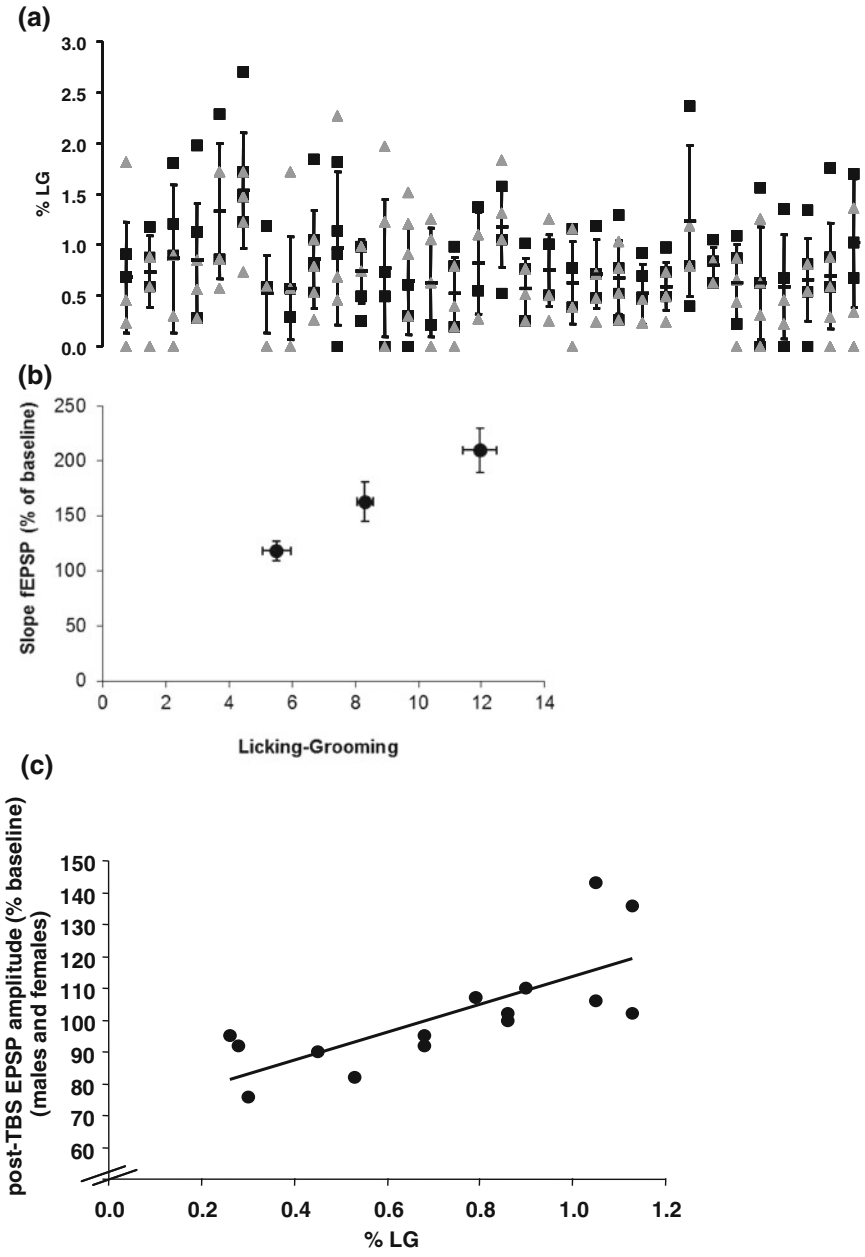 (a)
3.0
2.5
2.0
1.5
1.0
0.5
0.0
% LG
(b)
250
200
150
100
50
0
Slope fEPSP (% of baseline)
0 2 4 6 8 10 12 14
Licking-Grooming
(c)
150
140
130
120
110
100
90
80
70
60
post-TBS EPSP amplitude (% baseline)
(males and females)
0.0 0.2 0.4 0.6 0.8 1.0 1.2
% LG